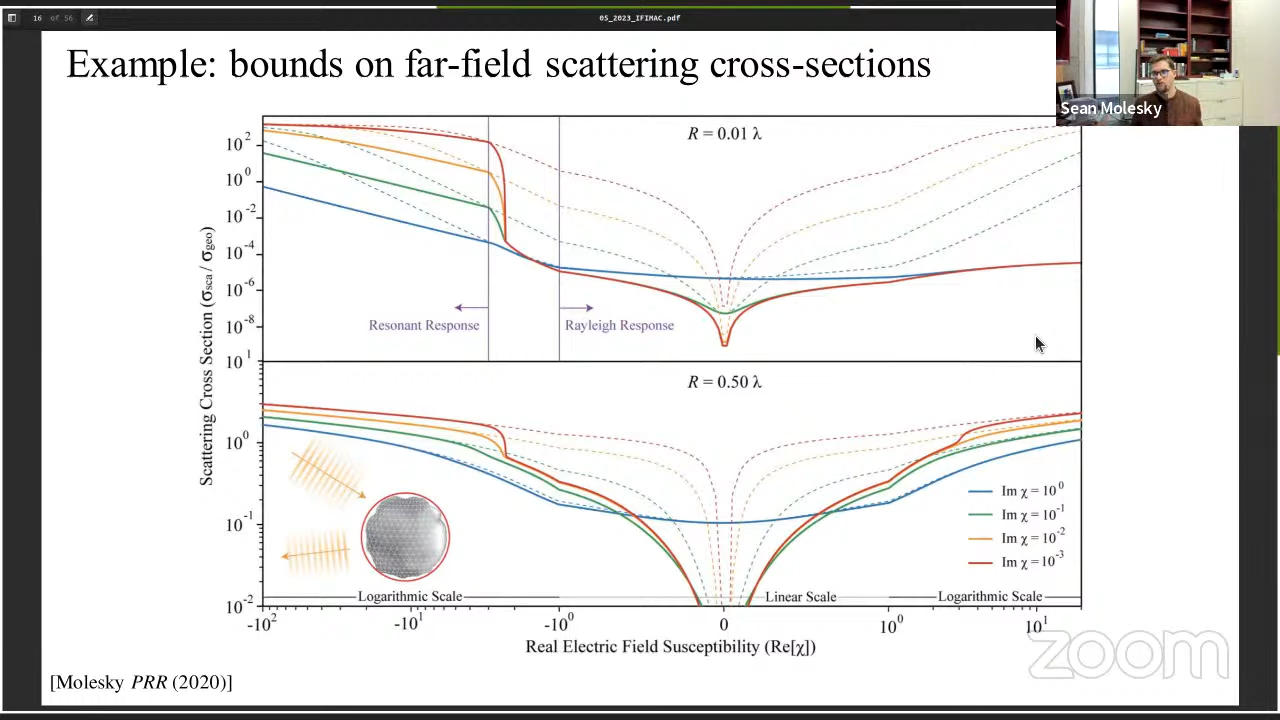 16 of 56
05_2023_IFIMAC.pdf
Example: bounds on far-field scattering cross-sections
Sean Molesky
R = 0.01 λ
10²
10⁰
10⁻²
10⁻⁴
10⁻⁶
10⁻⁸
Resonant Response
Rayleigh Response
Scattering Cross Section (σsca / σgeo)
10¹
R = 0.50 λ
10⁰
10⁻¹
10⁻²
Im χ = 10⁰
Im χ = 10⁻¹
Im χ = 10⁻²
Im χ = 10⁻³
Logarithmic Scale
Linear Scale
Logarithmic Scale
-10²
-10¹
-10⁰
0
10⁰
10¹
Real Electric Field Susceptibility (Re[χ])
zoom
[Molesky PRR (2020)]